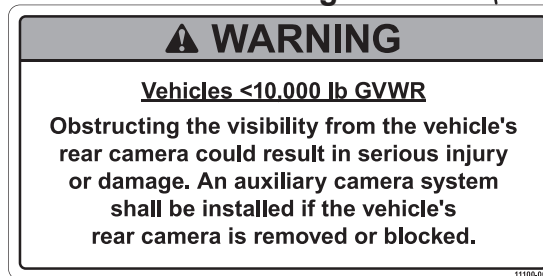 WARNING
Vehicles <10,000 lb GVWR
Obstructing the visibility from the vehicle's
rear camera could result in serious injury
or damage. An auxiliary camera system
shall be installed if the vehicle's
rear camera is removed or blocked.